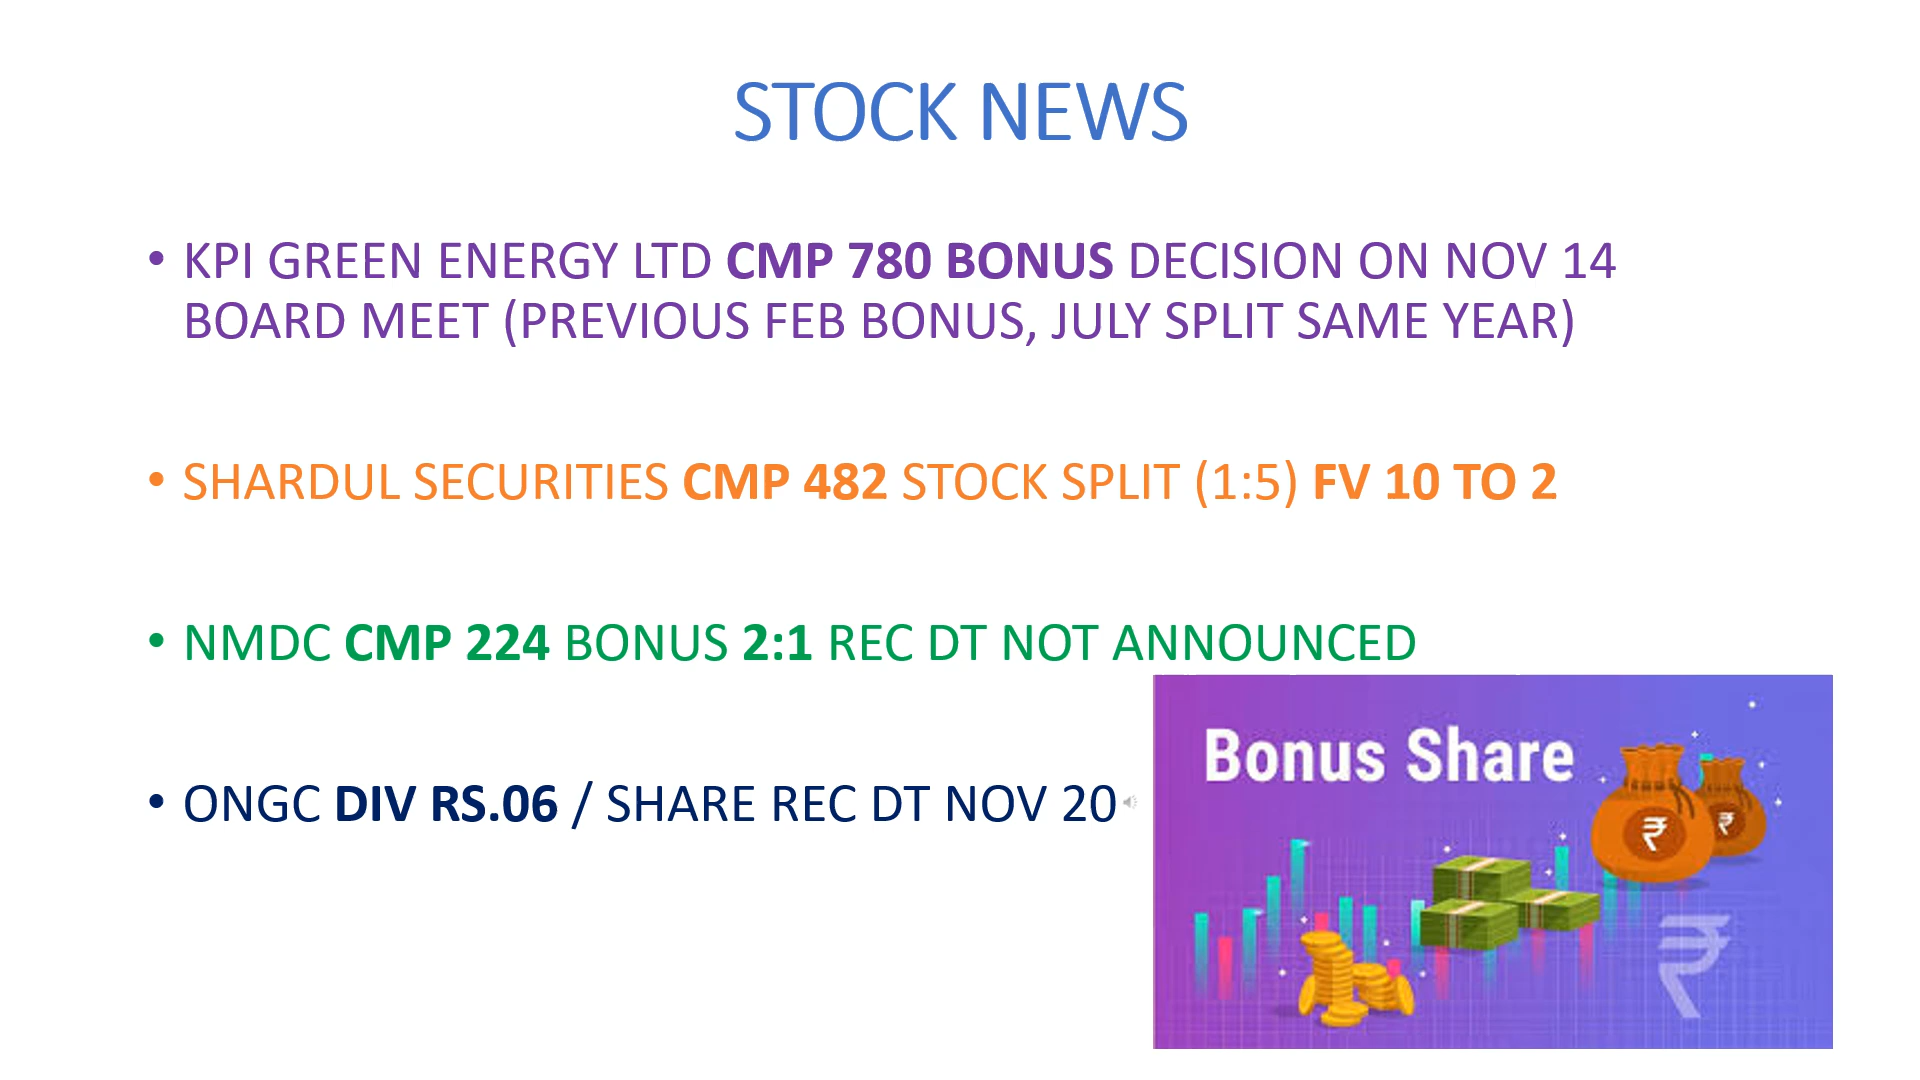 STOCK NEWS
• KPI GREEN ENERGY LTD CMP 780 BONUS DECISION ON NOV 14
BOARD MEET (PREVIOUS FEB BONUS, JULY SPLIT SAME YEAR)
• SHARDUL SECURITIES CMP 482 STOCK SPLIT (1:5) FV 10 TO 2
• NMDC CMP 224 BONUS 2:1 REC DT NOT ANNOUNCED
• ONGC DIV RS.06 / SHARE REC DT NOV 20
Bonus Share
₹
₹
₹